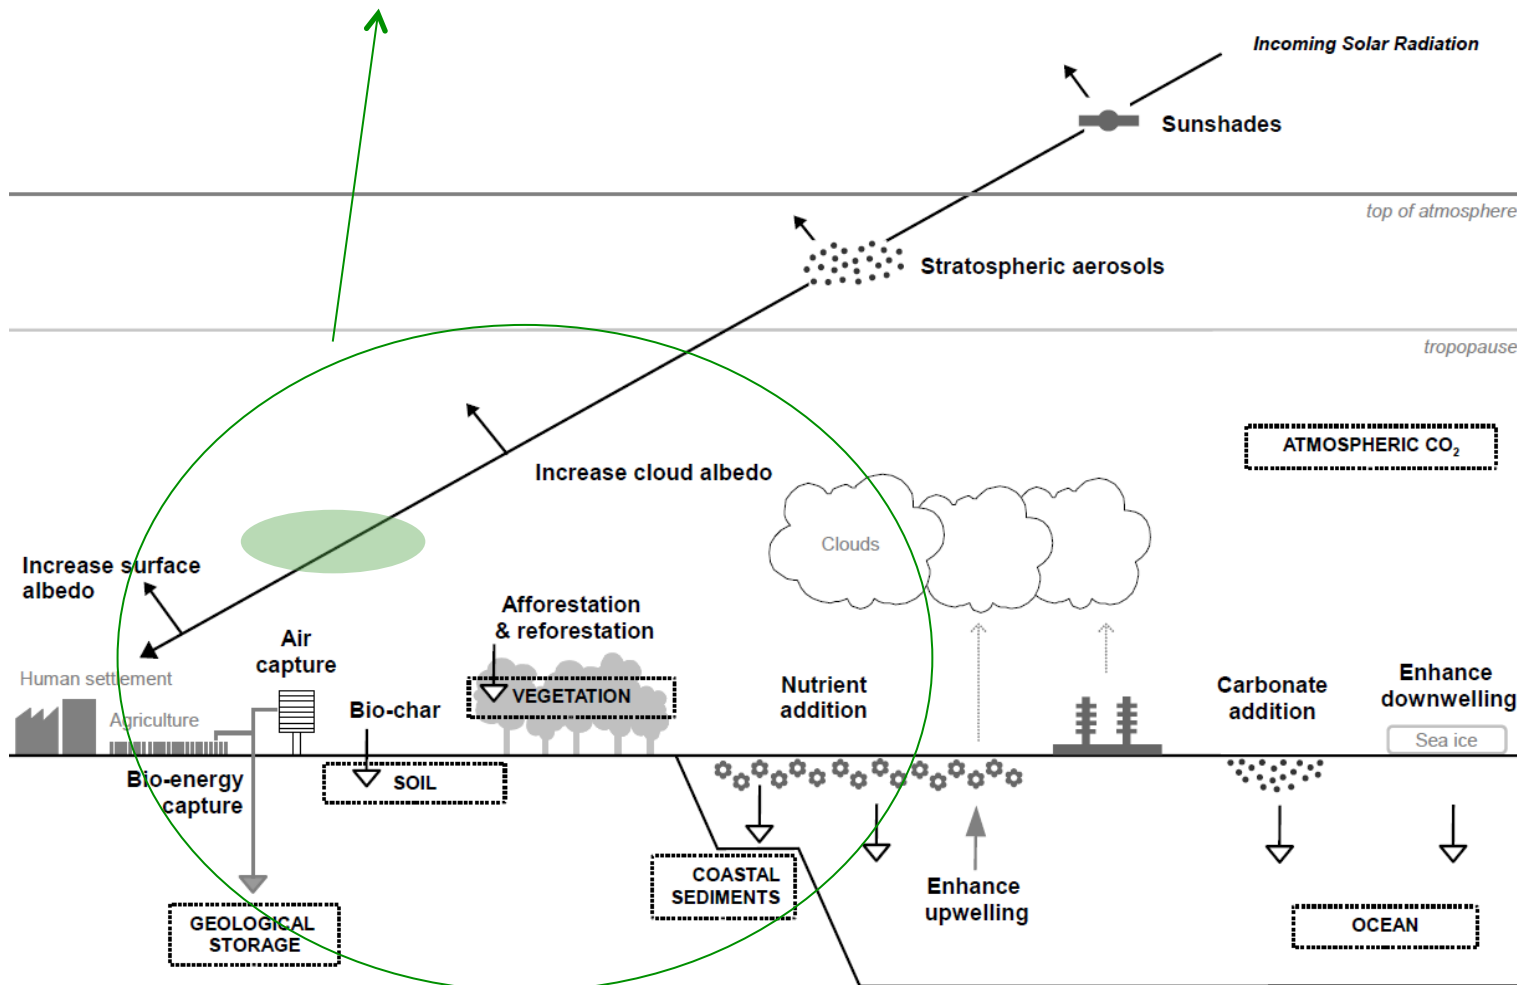 Incoming Solar Radiation
Sunshades
top of atmosphere
Stratospheric aerosols
tropopause
ATMOSPHERIC CO₂
Increase cloud albedo
Clouds
Increase surface
albedo
Afforestation
& reforestation
Air
capture
Human settlement
VEGETATION
Nutrient
addition
Carbonate
addition
Enhance
downwelling
Agriculture
Bio-char
Sea ice
Bio-energy
capture
SOIL
COASTAL
SEDIMENTS
Enhance
upwelling
GEOLOGICAL
STORAGE
OCEAN